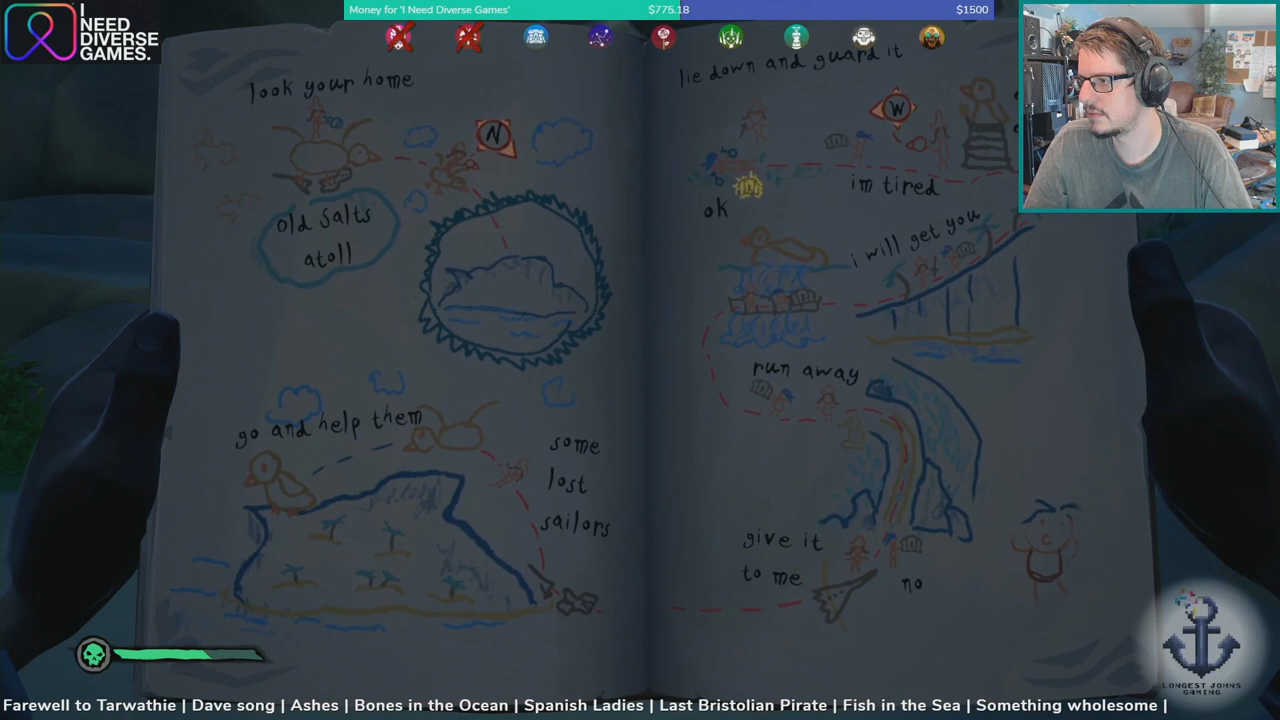 I
NEED
DIVERSE
GAMES.
Money for 'I Need Diverse Games'
$775.18
$1500
look your home
N
old salts
atoll
go and help them
some
lost
sailors
lie down and guard it
W
im tired
ok
i will get you
run away
give it
to me
no
LONGEST JOHNS
GAMING
Farewell to Tarwathie | Dave song | Ashes | Bones in the Ocean | Spanish Ladies | Last Bristolian Pirate | Fish in the Sea | Something wholesome |